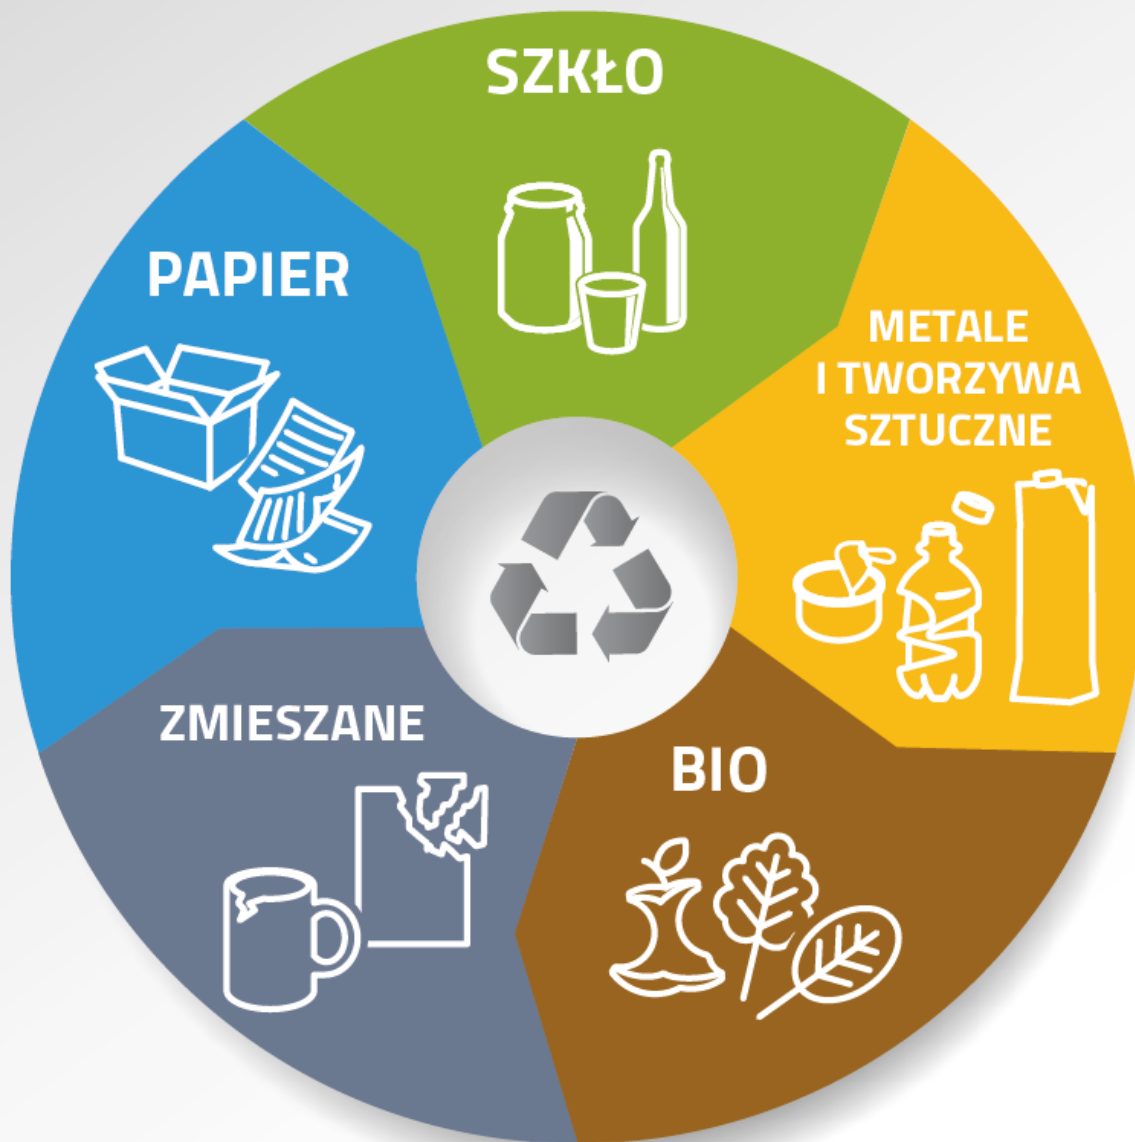 SZKŁO
PAPIER
METALE
I TWORZYWA
SZTUCZNE
ZMIESZANE
BIO